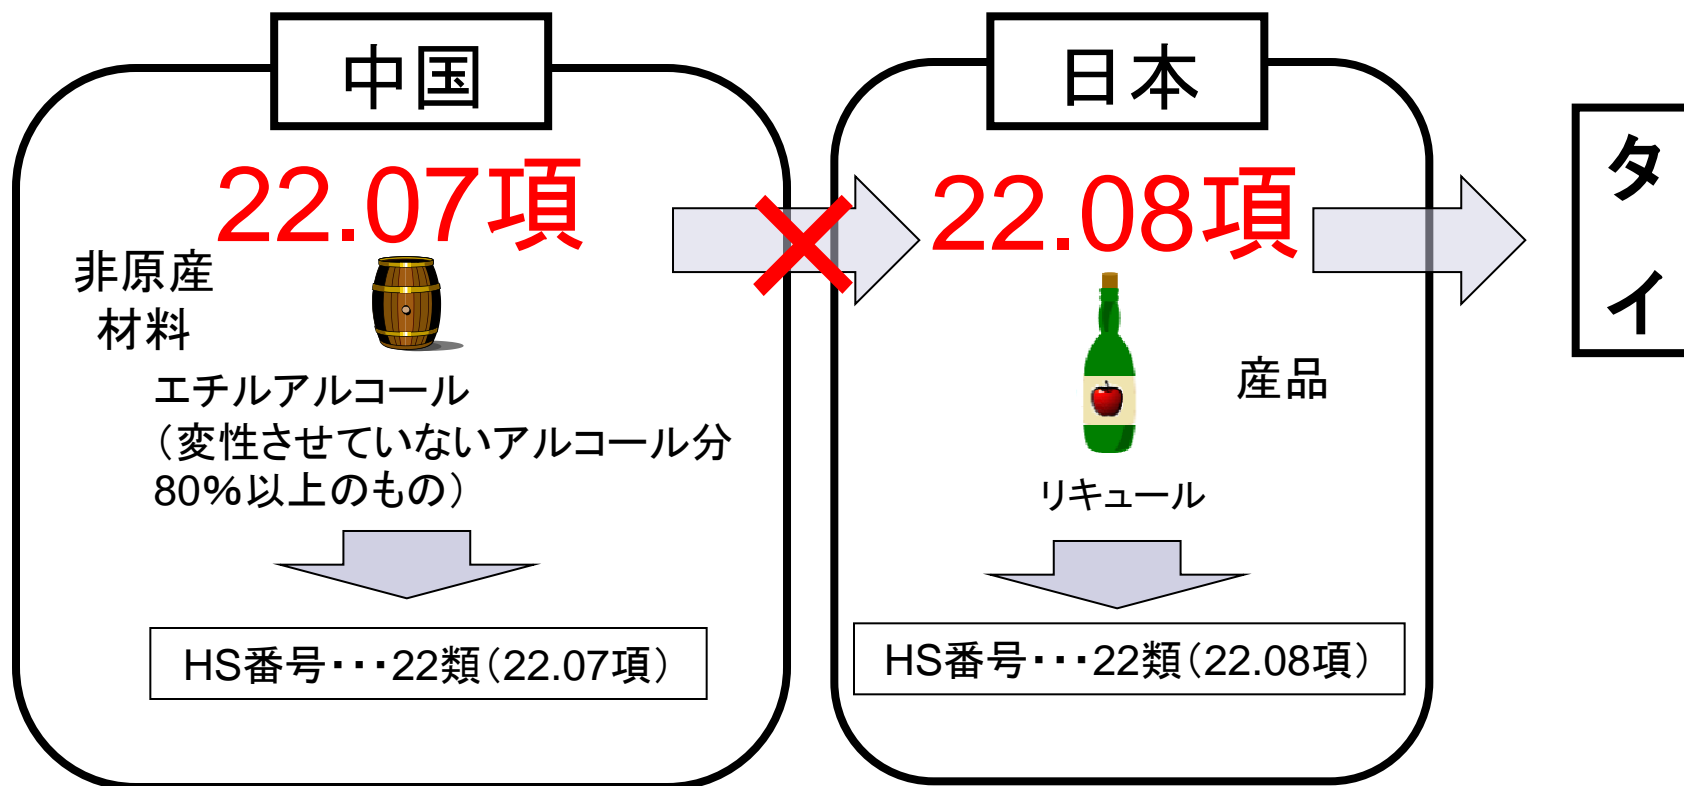 中国
22.07項
非原産
材料
エチルアルコール
（変性させていないアルコール分
80%以上のもの）
HS番号・・・22類（22.07項）
日本
22.08項
産品
リキュール
HS番号・・・22類（22.08項）
タ
イ